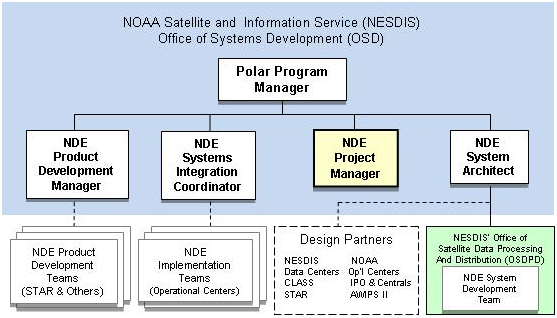 NOAA Satellite and Information Service (NESDIS)
Office of Systems Development (OSD)
Polar Program
Manager
NDE
Product
Development
Manager
NDE
Systems
Integration
Coordinator
NDE
Project
Manager
NDE
System
Architect
NDE Product
Development
Teams
(STAR & Others)
NDE
Implementation
Teams
(Operational Centers)
Design Partners
NESDIS
Data Centers
CLASS
STAR
NOAA
Op'l Centers
IPO & Centrals
AWIPS II
NESDIS' Office of
Satellite Data Processing
And Distribution (OSDPD)
NDE System
Development
Team